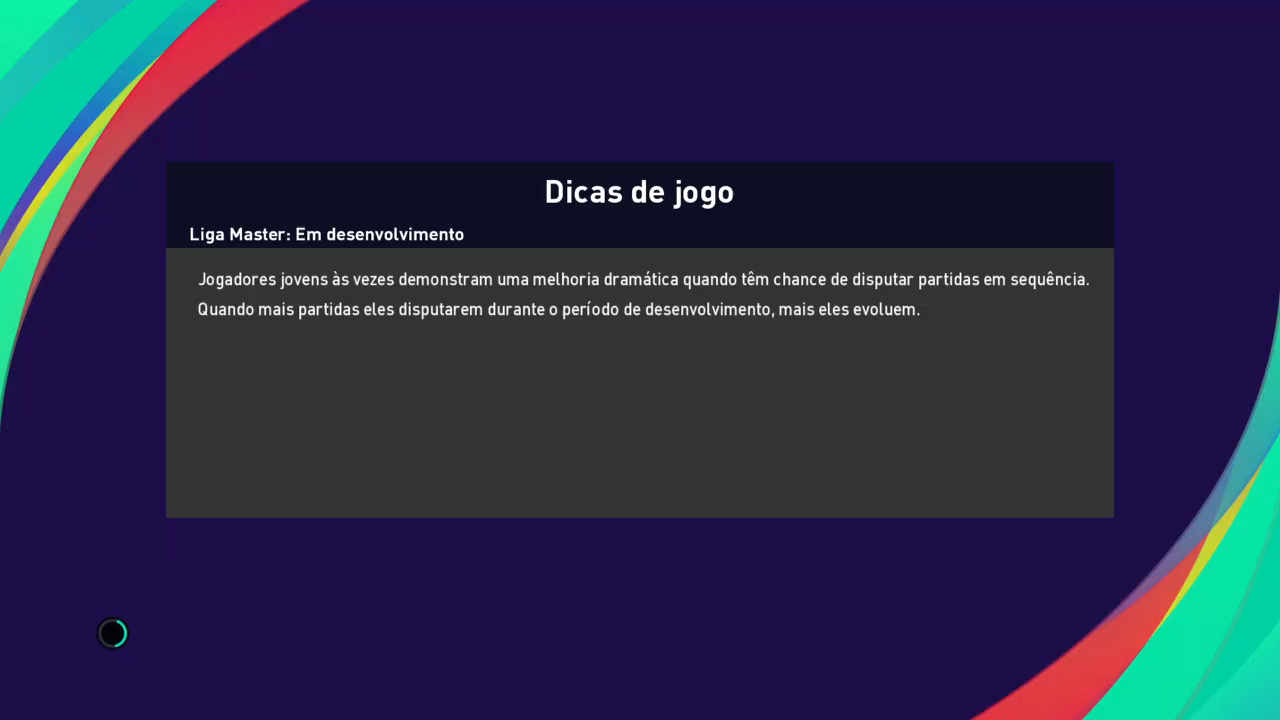 Dicas de jogo
Liga Master: Em desenvolvimento
Jogadores jovens às vezes demonstram uma melhoria dramática quando têm chance de disputar partidas em sequência.
Quando mais partidas eles disputarem durante o período de desenvolvimento, mais eles evoluem.